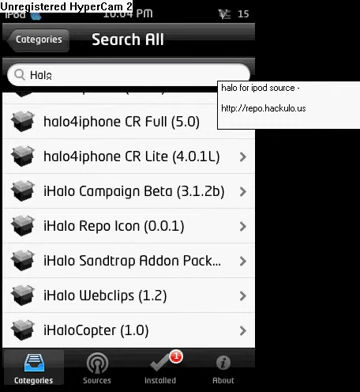 Unregistered HyperCam 2
iPod 10:04 PM 15
Categories Search All
Halo
halo for ipod source -
http://repo.hackulo.us
halo4iphone CR Full (5.0)
halo4iphone CR Lite (4.0.1L)
iHalo Campaign Beta (3.1.2b)
iHalo Repo Icon (0.0.1)
iHalo Sandtrap Addon Pack...
iHalo Webclips (1.2)
iHaloCopter (1.0)
1
Categories Sources Installed About